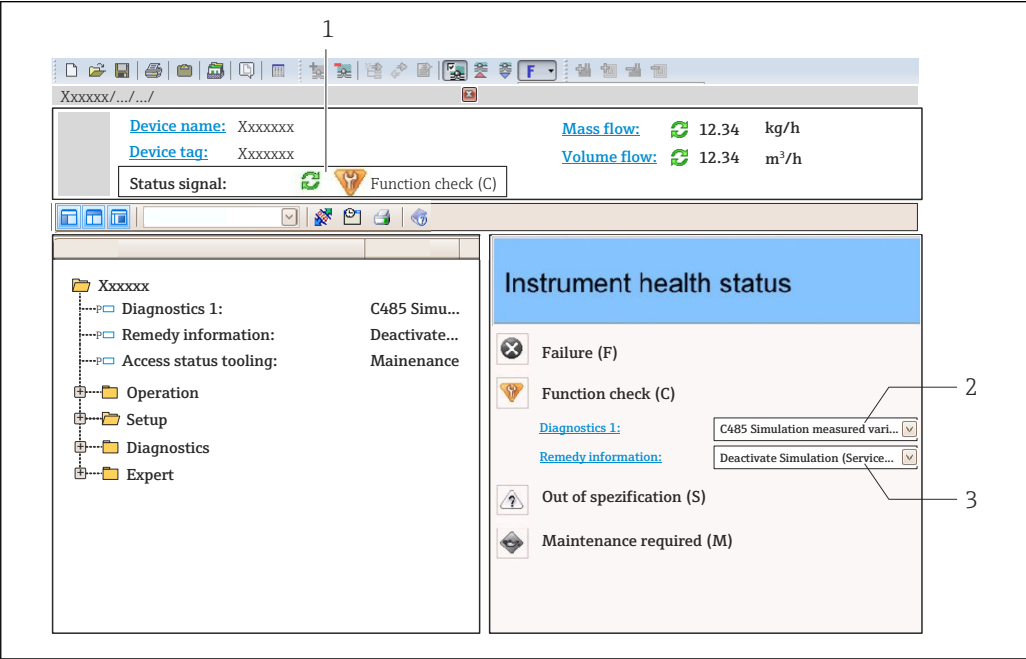 1
F
Xxxxxx/.../.../
Device name: Xxxxxxx
Mass flow: 12.34 kg/h
Device tag: Xxxxxxx
Volume flow: 12.34 m³/h
Status signal: Function check (C)
Xxxxxx
Diagnostics 1: C485 Simu...
Remedy information: Deactivate...
Access status tooling: Mainenance
Operation
Setup
Diagnostics
Expert
Instrument health status
Failure (F)
Function check (C)
2
Diagnostics 1: C485 Simulation measured vari...
Remedy information: Deactivate Simulation (Service...
3
Out of spezification (S)
Maintenance required (M)